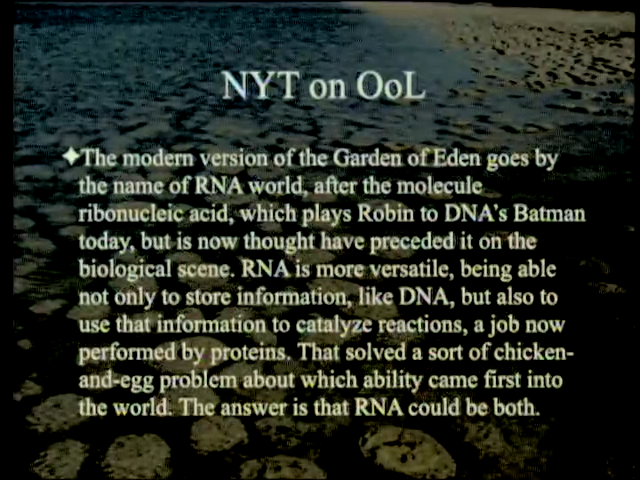 NYT on OoL
✦The modern version of the Garden of Eden goes by
the name of RNA world, after the molecule
ribonucleic acid, which plays Robin to DNA's Batman
today, but is now thought have preceded it on the
biological scene. RNA is more versatile, being able
not only to store information, like DNA, but also to
use that information to catalyze reactions, a job now
performed by proteins. That solved a sort of chicken-
and-egg problem about which ability came first into
the world. The answer is that RNA could be both.